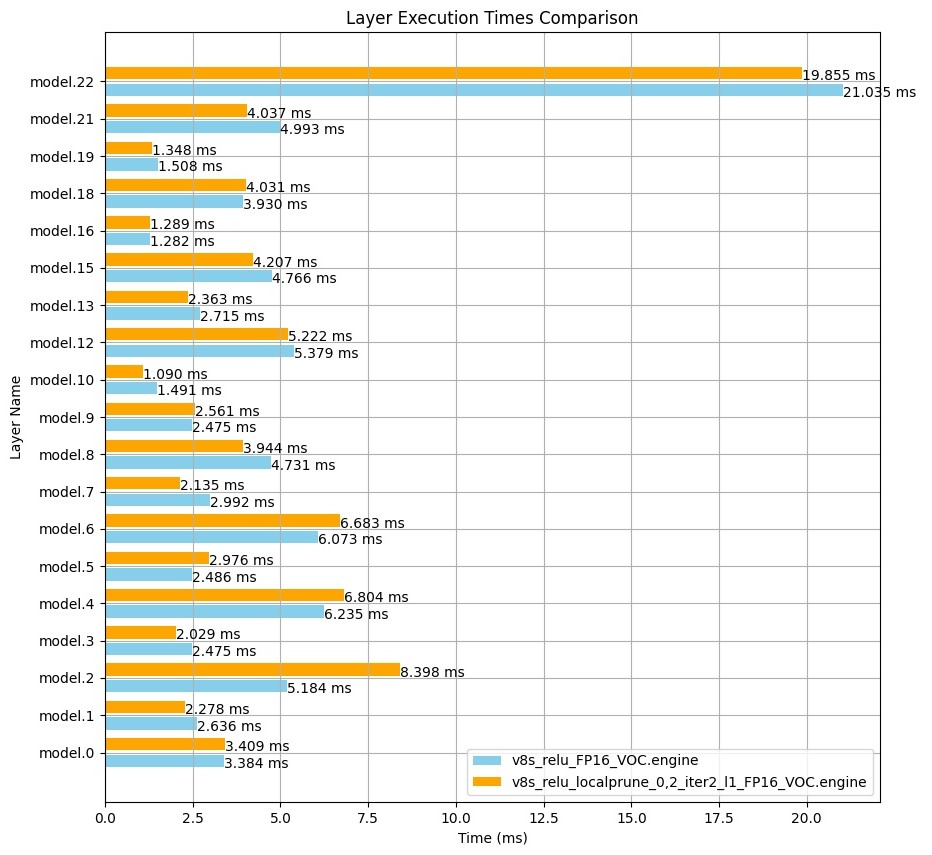 Layer Execution Times Comparison
model.22
19.855 ms
21.035 ms
model.21
4.037 ms
4.993 ms
model.19
1.348 ms
1.508 ms
model.18
4.031 ms
3.930 ms
model.16
1.289 ms
1.282 ms
model.15
4.207 ms
4.766 ms
model.13
2.363 ms
2.715 ms
model.12
5.222 ms
5.379 ms
model.10
1.090 ms
1.491 ms
model.9
2.561 ms
2.475 ms
model.8
3.944 ms
4.731 ms
model.7
2.135 ms
2.992 ms
model.6
6.683 ms
6.073 ms
model.5
2.976 ms
2.486 ms
model.4
6.804 ms
6.235 ms
model.3
2.029 ms
2.475 ms
model.2
8.398 ms
5.184 ms
model.1
2.278 ms
2.636 ms
model.0
3.409 ms
3.384 ms
Layer Name
v8s_relu_FP16_VOC.engine
v8s_relu_localprune_0,2_iter2_l1_FP16_VOC.engine
0.0 2.5 5.0 7.5 10.0 12.5 15.0 17.5 20.0
Time (ms)